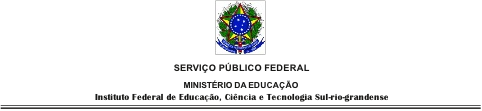 SERVIÇO PÚBLICO FEDERAL
MINISTÉRIO DA EDUCAÇÃO
Instituto Federal de Educação, Ciência e Tecnologia Sul-rio-grandense